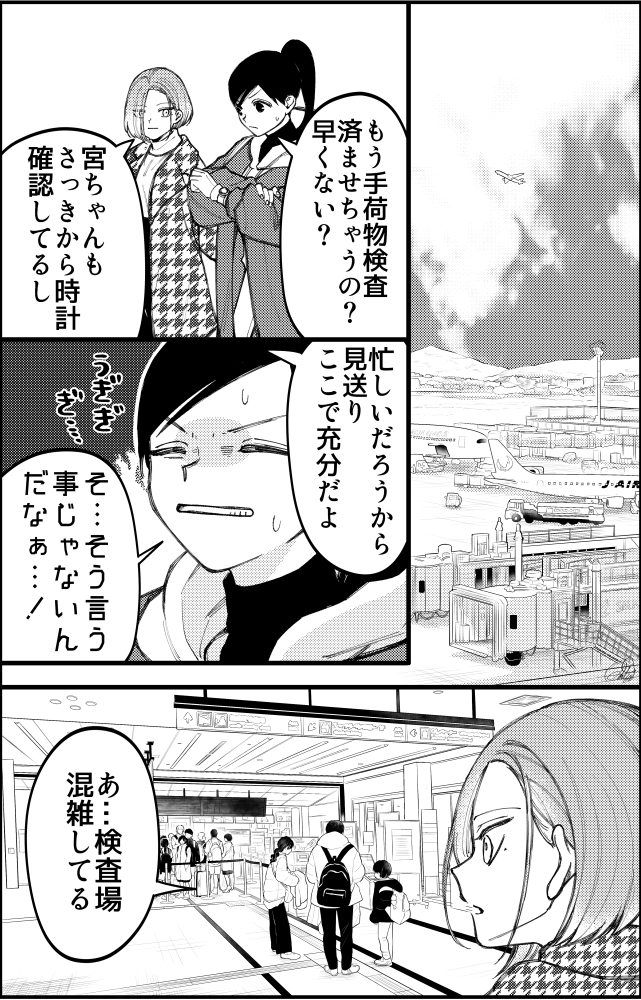 J-AIR
もう手荷物検査
済ませちゃうの？
早くない？
宮ちゃんも
さっきから時計
確認してるし
忙しいだろうから
見送り
ここで充分だよ
うぎぎ
ぎ…
そ…そう言う
事じゃないん
だなぁ…！
あ…検査場
混雑してる